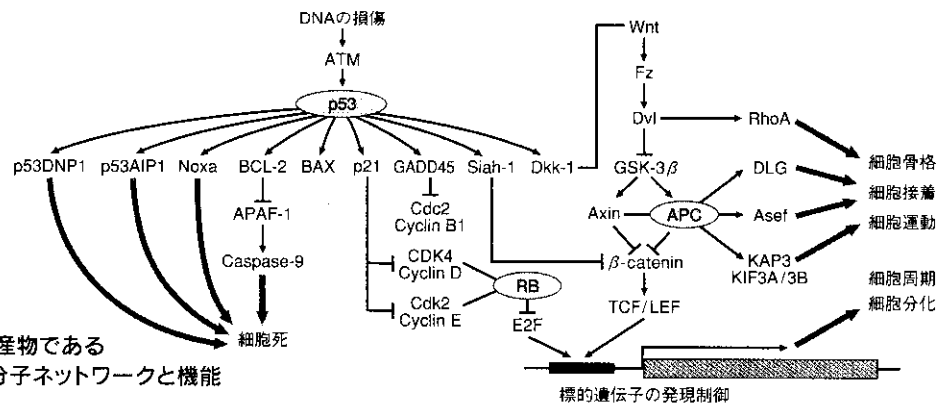 DNAの損傷
ATM
p53
p53DNP1 p53AIP1 Noxa BCL-2 BAX p21 GADD45 Siah-1 Dkk-1
APAF-1
Caspase-9
細胞死
Cdc2
Cyclin B1
CDK4
Cyclin D
Cdk2
Cyclin E
RB
E2F
Wnt
Fz
Dvl
GSK-3β
Axin
APC
β-catenin
TCF/LEF
RhoA
DLG
Asef
KAP3
KIF3A/3B
細胞骨格
細胞接着
細胞運動
細胞周期
細胞分化
標的遺伝子の発現制御
産物である
分子ネットワークと機能